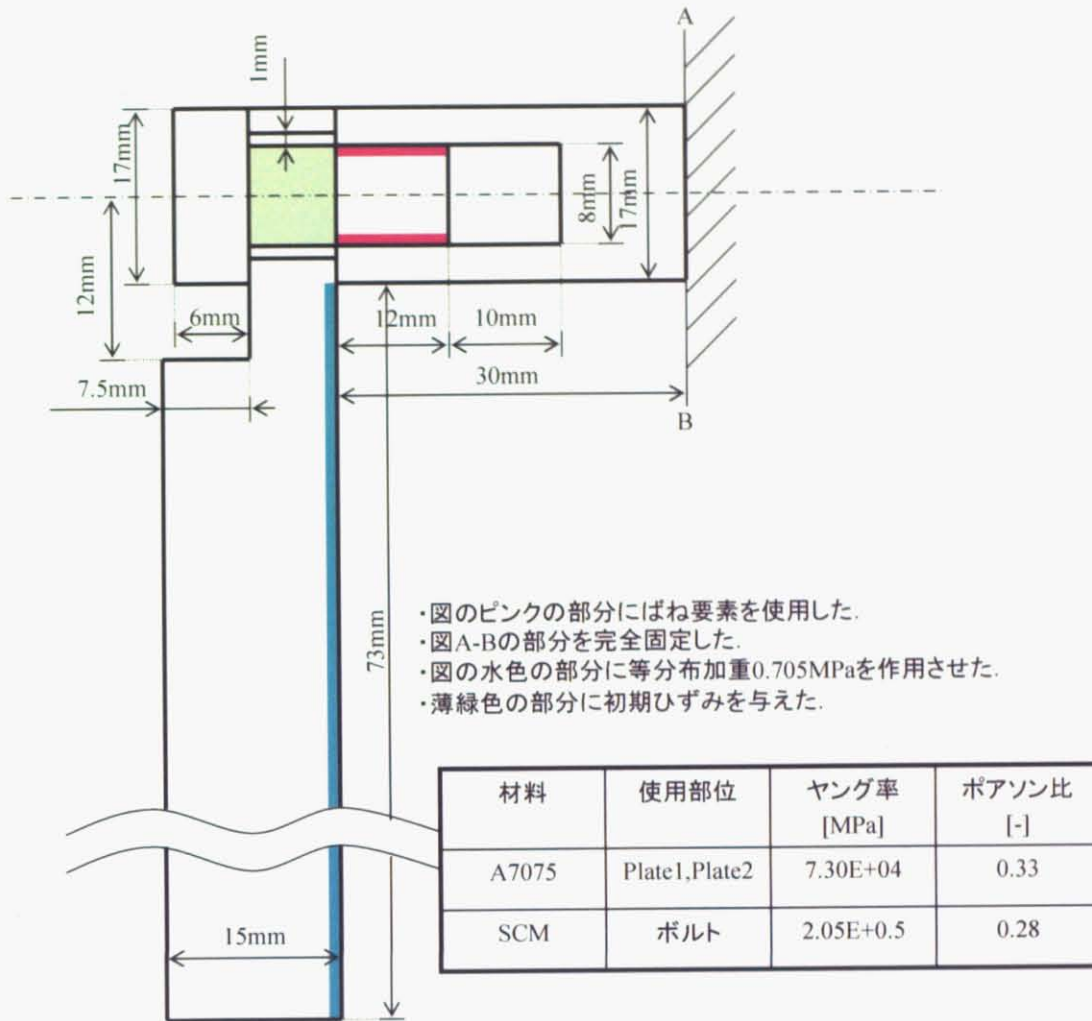 A
1mm
17mm
8mm
17mm
12mm
6mm
12mm
10mm
7.5mm
30mm
B
73mm
・図のピンクの部分にばね要素を使用した.
・図A-Bの部分を完全固定した.
・図の水色の部分に等分布加重0.705MPaを作用させた.
・薄緑色の部分に初期ひずみを与えた.
材料 使用部位 ヤング率 ポアソン比
[MPa] [-]
A7075 Plate1,Plate2 7.30E+04 0.33
SCM ボルト 2.05E+0.5 0.28
15mm